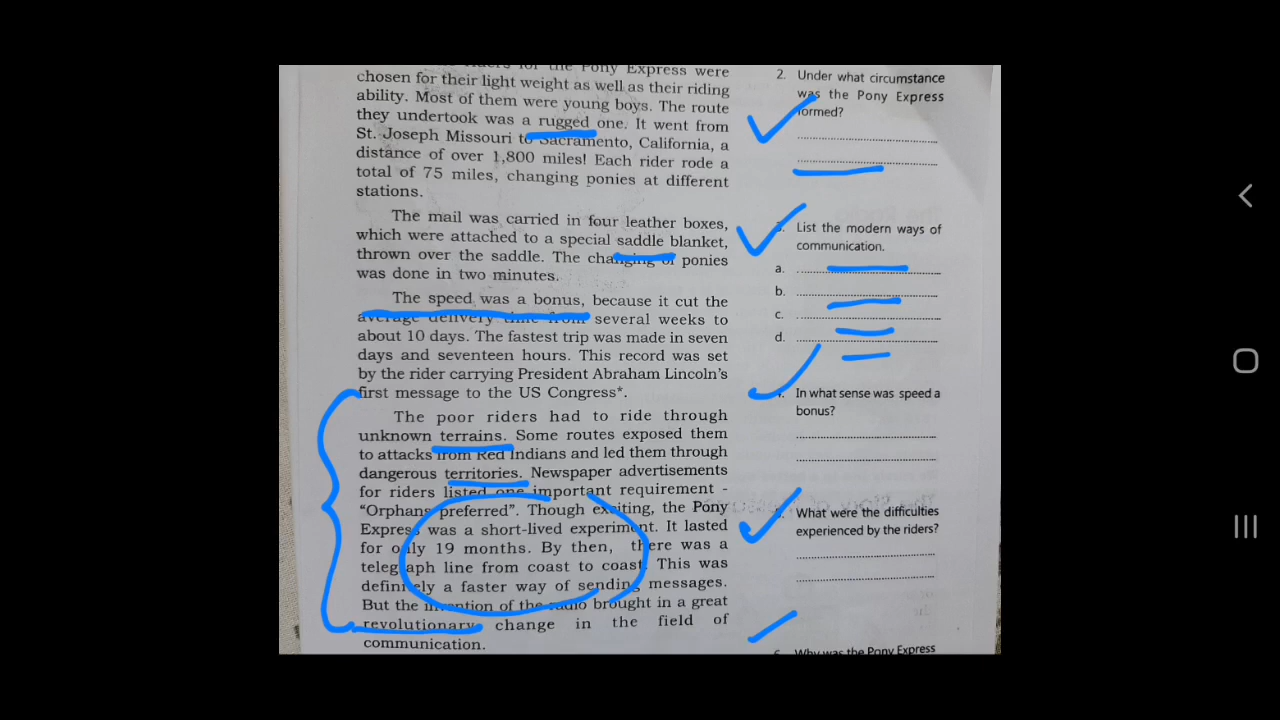 riders for the Pony Express were
chosen for their light weight as well as their riding
ability. Most of them were young boys. The route
they undertook was a rugged one. It went from
St. Joseph Missouri to Sacramento, California, a
distance of over 1,800 miles! Each rider rode a
total of 75 miles, changing ponies at different
stations.
The mail was carried in four leather boxes,
which were attached to a special saddle blanket,
thrown over the saddle. The changing of ponies
was done in two minutes.
The speed was a bonus, because it cut the
average delivery time from several weeks to
about 10 days. The fastest trip was made in seven
days and seventeen hours. This record was set
by the rider carrying President Abraham Lincoln's
first message to the US Congress*.
The poor riders had to ride through
unknown terrains. Some routes exposed them
to attacks from Red Indians and led them through
dangerous territories. Newspaper advertisements
for riders listed one important requirement -
“Orphans preferred”. Though exciting, the Pony
Express was a short-lived experiment. It lasted
for only 19 months. By then, there was a
telegraph line from coast to coast. This was
definitely a faster way of sending messages.
But the invention of the radio brought in a great
revolutionary change in the field of
communication.
2. Under what circumstance
was the Pony Express
formed?
List the modern ways of
communication.
a.
b.
c.
d.
In what sense was speed a
bonus?
What were the difficulties
experienced by the riders?
Why was the Pony Express